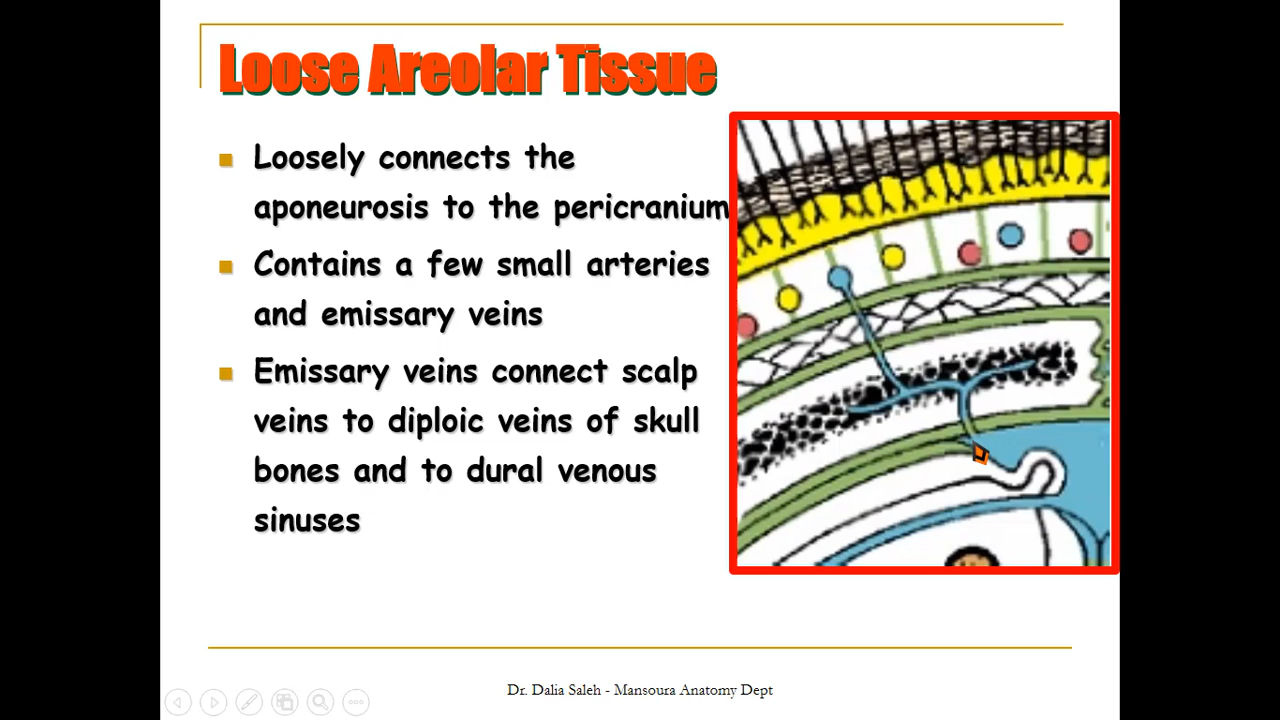 Loose Areolar Tissue
Loosely connects the
aponeurosis to the pericranium
Contains a few small arteries
and emissary veins
Emissary veins connect scalp
veins to diploic veins of skull
bones and to dural venous
sinuses
Dr. Dalia Saleh - Mansoura Anatomy Dept